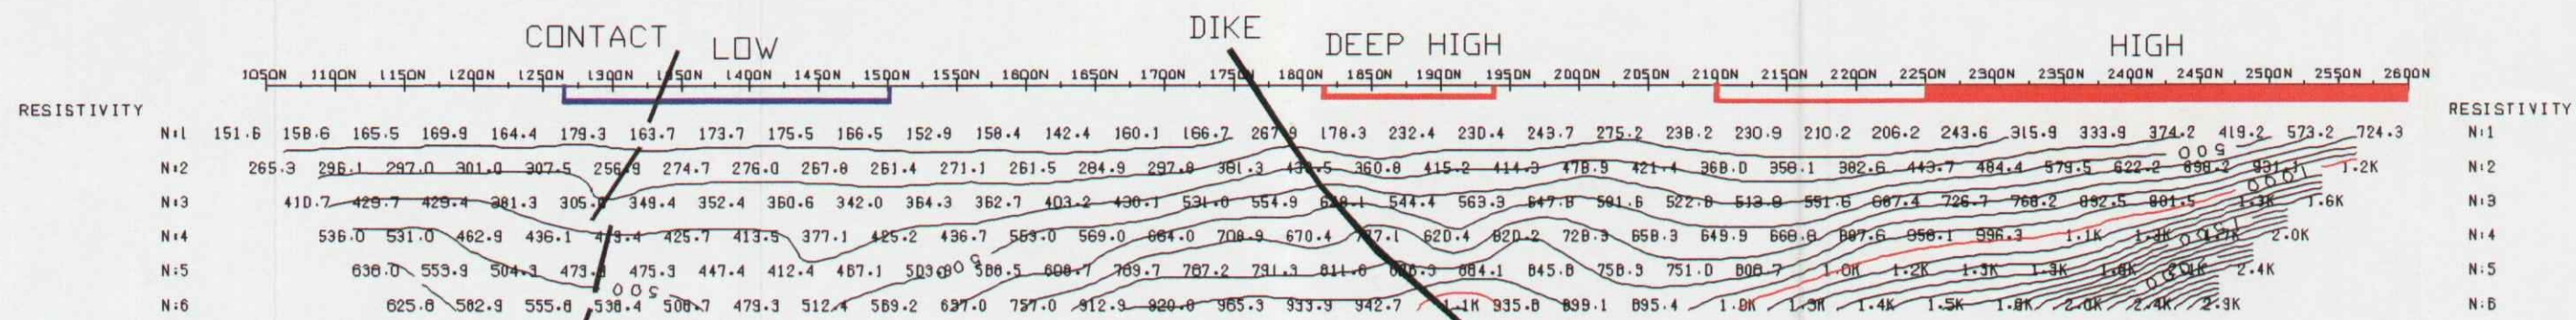 CONTACT LOW DIKE DEEP HIGH HIGH
1050N 1100N 1150N 1200N 1250N 1300N 1350N 1400N 1450N 1500N 1550N 1600N 1650N 1700N 1750N 1800N 1850N 1900N 1950N 2000N 2050N 2100N 2150N 2200N 2250N 2300N 2350N 2400N 2450N 2500N 2550N 2600N
RESISTIVITY RESISTIVITY
N:1 151.6 158.6 165.5 169.9 164.4 179.3 163.7 173.7 175.5 166.5 152.9 158.4 142.4 160.1 166.7 267.9 178.3 232.4 230.4 243.7 275.2 238.2 230.9 210.2 206.2 243.6 315.9 333.9 374.2 419.2 573.2 724.3 N:1
500
N:2 265.3 296.1 297.0 301.0 307.5 256.9 274.7 276.0 267.8 261.4 271.1 261.5 284.9 297.8 381.3 360.8 415.2 414.3 478.9 421.4 368.0 358.1 382.6 443.7 484.4 579.5 622.2 898.2 931.1 1.2K N:2
1000
N:3 410.7 429.7 429.4 381.3 349.4 352.4 360.6 342.0 364.3 362.7 403.2 430.1 531.0 554.9 544.4 563.3 647.8 591.6 522.8 513.8 551.6 667.4 726.7 768.2 892.5 901.5 1.3K 1.6K N:3
N:4 536.0 531.0 462.9 436.1 425.7 413.5 377.1 425.2 436.7 553.0 569.0 664.0 708.9 670.4 620.4 820.2 728.3 658.3 649.9 668.8 887.6 958.1 996.3 1.1K 2.0K N:4
N:5 638.0 553.9 504.3 475.3 447.4 412.4 467.1 588.5 608.7 769.7 787.2 791.3 811.6 884.1 845.8 758.9 751.0 808.7 1.0K 1.2K 1.3K 1.3K 2.4K N:5
500
N:6 625.8 582.9 555.8 538.4 508.7 479.3 512.4 569.2 637.0 757.0 912.9 920.8 965.3 933.9 942.7 1.1K 935.8 899.1 895.4 1.3K 1.4K 1.5K 2.0K 2.4K 2.9K N:6